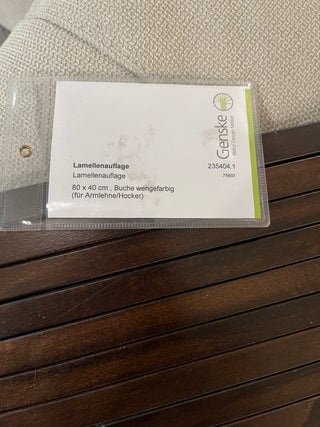 Genske
Lamellenauflage
235404.1
Lamellenauflage
75697
80 x 40 cm , Buche wengefarbig
(für Armlehne/Hocker)